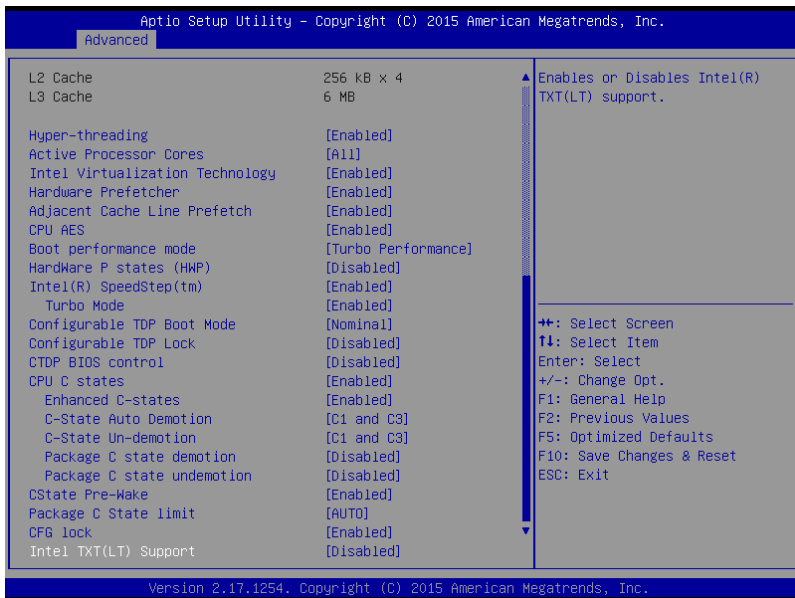 Aptio Setup Utility – Copyright (C) 2015 American Megatrends, Inc.
Advanced
L2 Cache 256 kB x 4
L3 Cache 6 MB
Hyper-threading [Enabled]
Active Processor Cores [All]
Intel Virtualization Technology [Enabled]
Hardware Prefetcher [Enabled]
Adjacent Cache Line Prefetch [Enabled]
CPU AES [Enabled]
Boot performance mode [Turbo Performance]
HardWare P states (HWP) [Disabled]
Intel(R) SpeedStep(tm) [Enabled]
Turbo Mode [Enabled]
Configurable TDP Boot Mode [Nominal]
Configurable TDP Lock [Disabled]
CTDP BIOS control [Disabled]
CPU C states [Enabled]
Enhanced C-states [Enabled]
C-State Auto Demotion [C1 and C3]
C-State Un-demotion [C1 and C3]
Package C state demotion [Disabled]
Package C state undemotion [Disabled]
CState Pre-Wake [Enabled]
Package C State limit [AUTO]
CFG lock [Enabled]
Intel TXT(LT) Support [Disabled]
Enables or Disables Intel(R)
TXT(LT) support.
→←: Select Screen
↑↓: Select Item
Enter: Select
+/-: Change Opt.
F1: General Help
F2: Previous Values
F5: Optimized Defaults
F10: Save Changes & Reset
ESC: Exit
Version 2.17.1254. Copyright (C) 2015 American Megatrends, Inc.